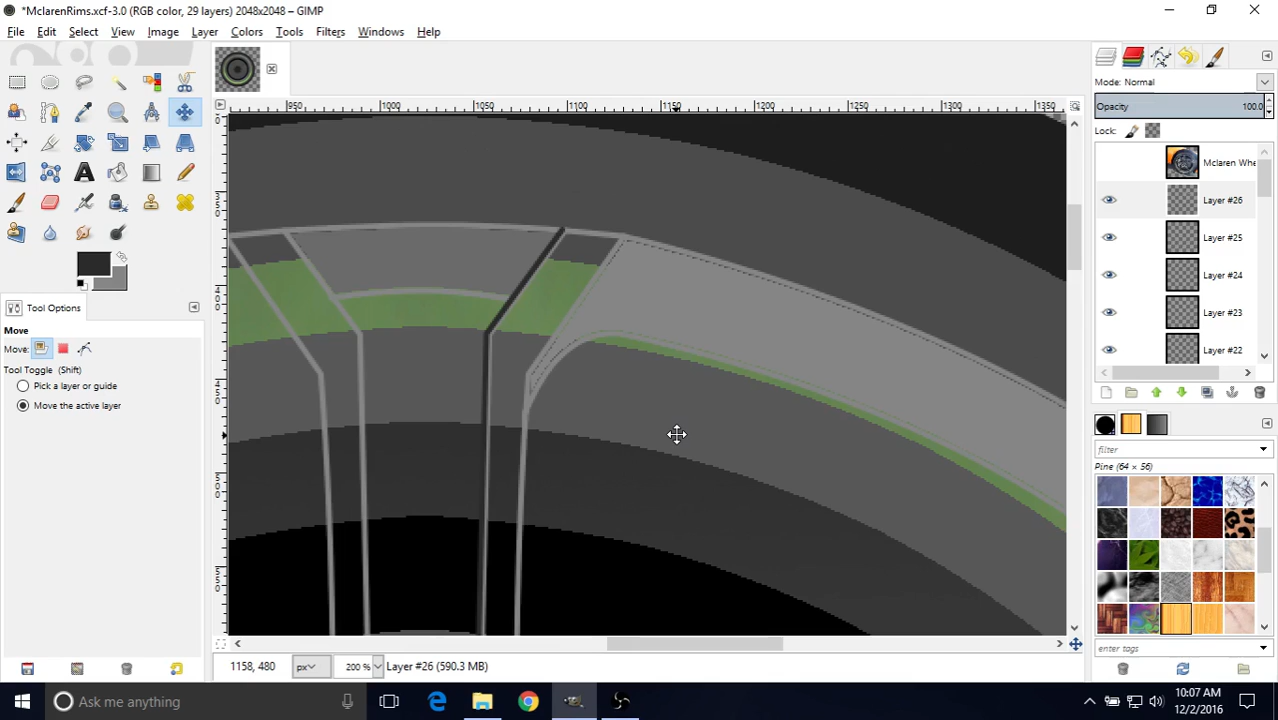 *MclarenRims.xcf-3.0 (RGB color, 29 layers) 2048x2048 – GIMP
File Edit Select View Image Layer Colors Tools Filters Windows Help
Mode: Normal
Opacity 100.0
Lock:
950 1000 1050 1100 1150 1200 1250 1300 1350
Mclaren Whe
Layer #26
Layer #25
Layer #24
Layer #23
Layer #22
Tool Options
Move
Move:
Tool Toggle (Shift)
Pick a layer or guide
Move the active layer
filter
Pine (64 × 56)
enter tags
1158, 480 px 200 % Layer #26 (590.3 MB)
Ask me anything
10:07 AM
12/2/2016